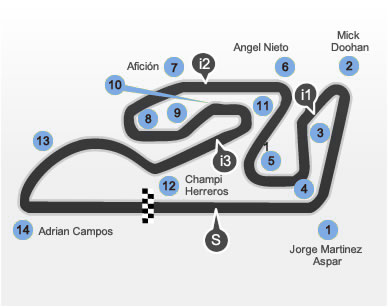 Mick
Doohan
Angel Nieto
Afición
7
i2
6
2
10
i1
8
9
11
3
13
5
i3
12
Champi
Herreros
4
14
Adrian Campos
S
1
Jorge Martinez
Aspar